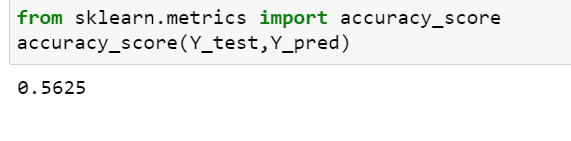 from sklearn.metrics import accuracy_score
accuracy_score(Y_test,Y_pred)
0.5625